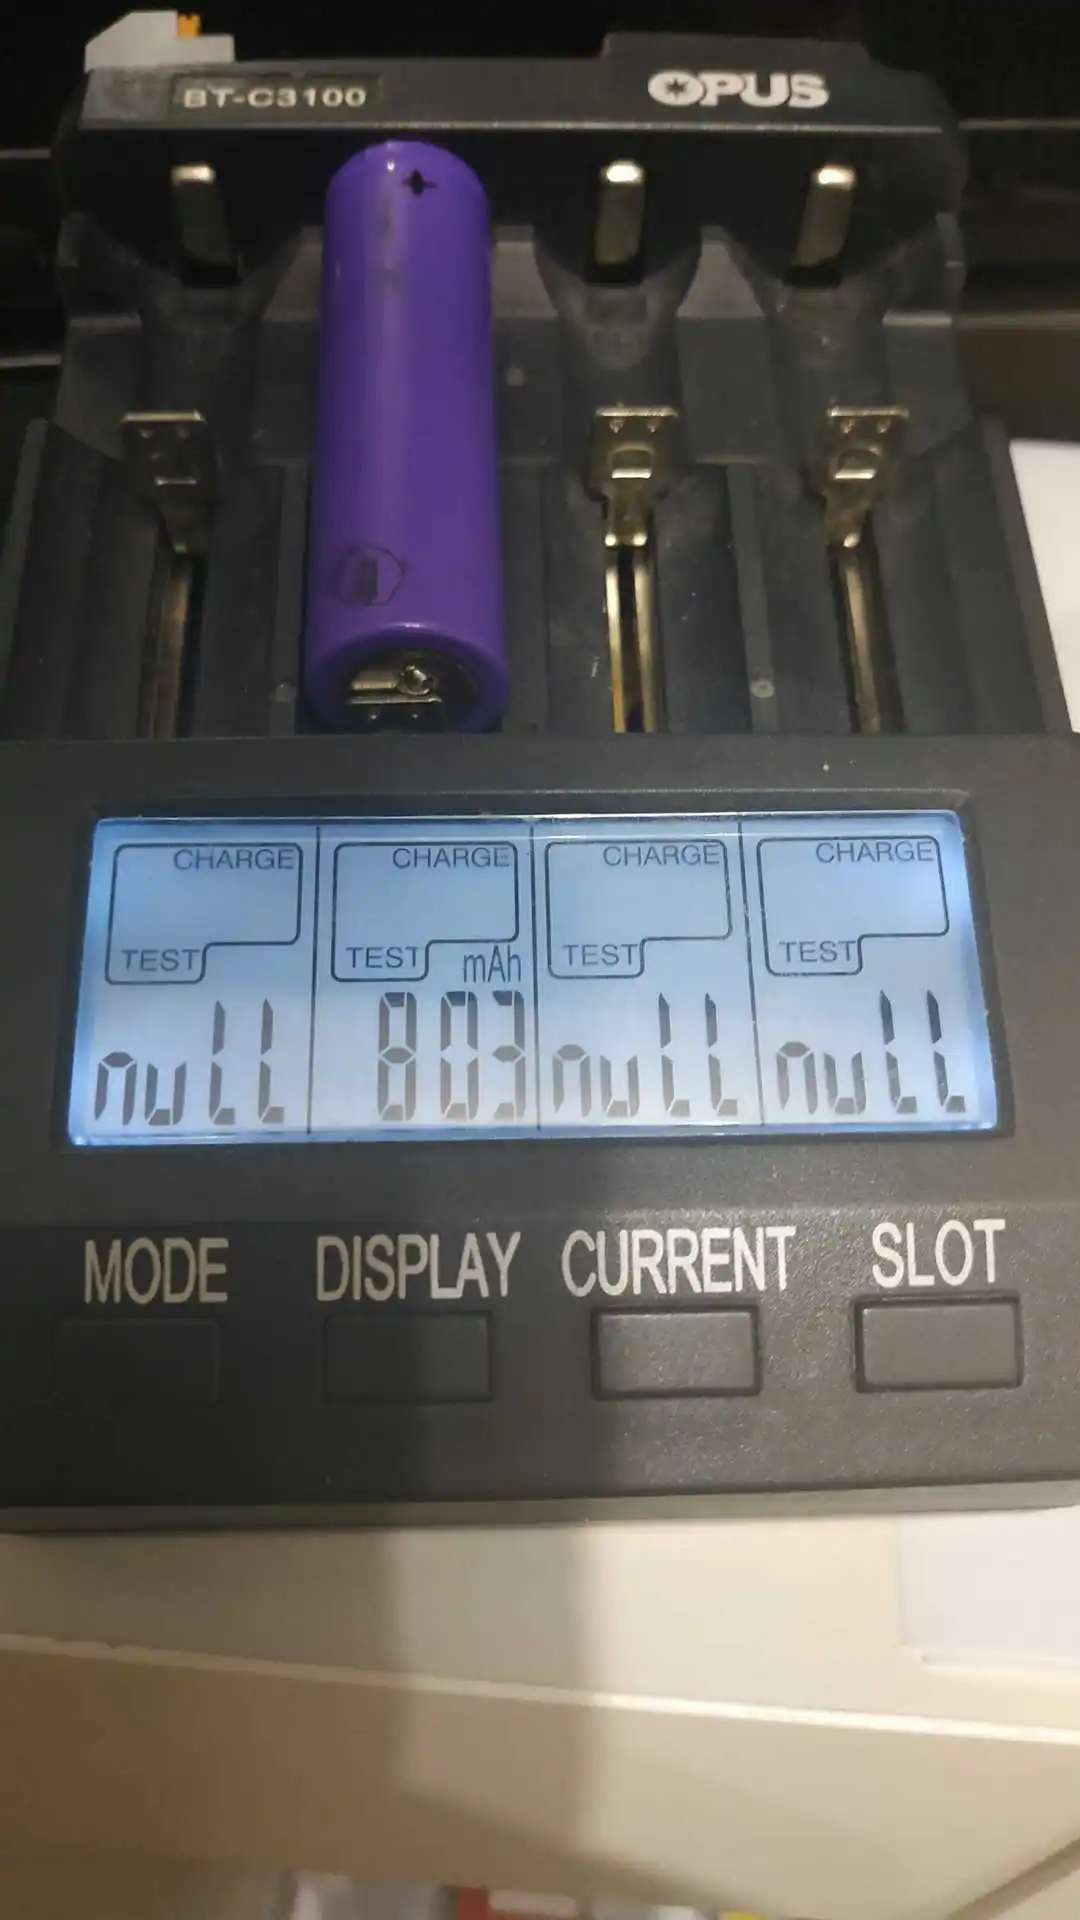 BT-C3100 OPUS
+
CHARGE CHARGE CHARGE CHARGE
TEST TEST TEST TEST
mAh
null 803 null null
MODE DISPLAY CURRENT SLOT